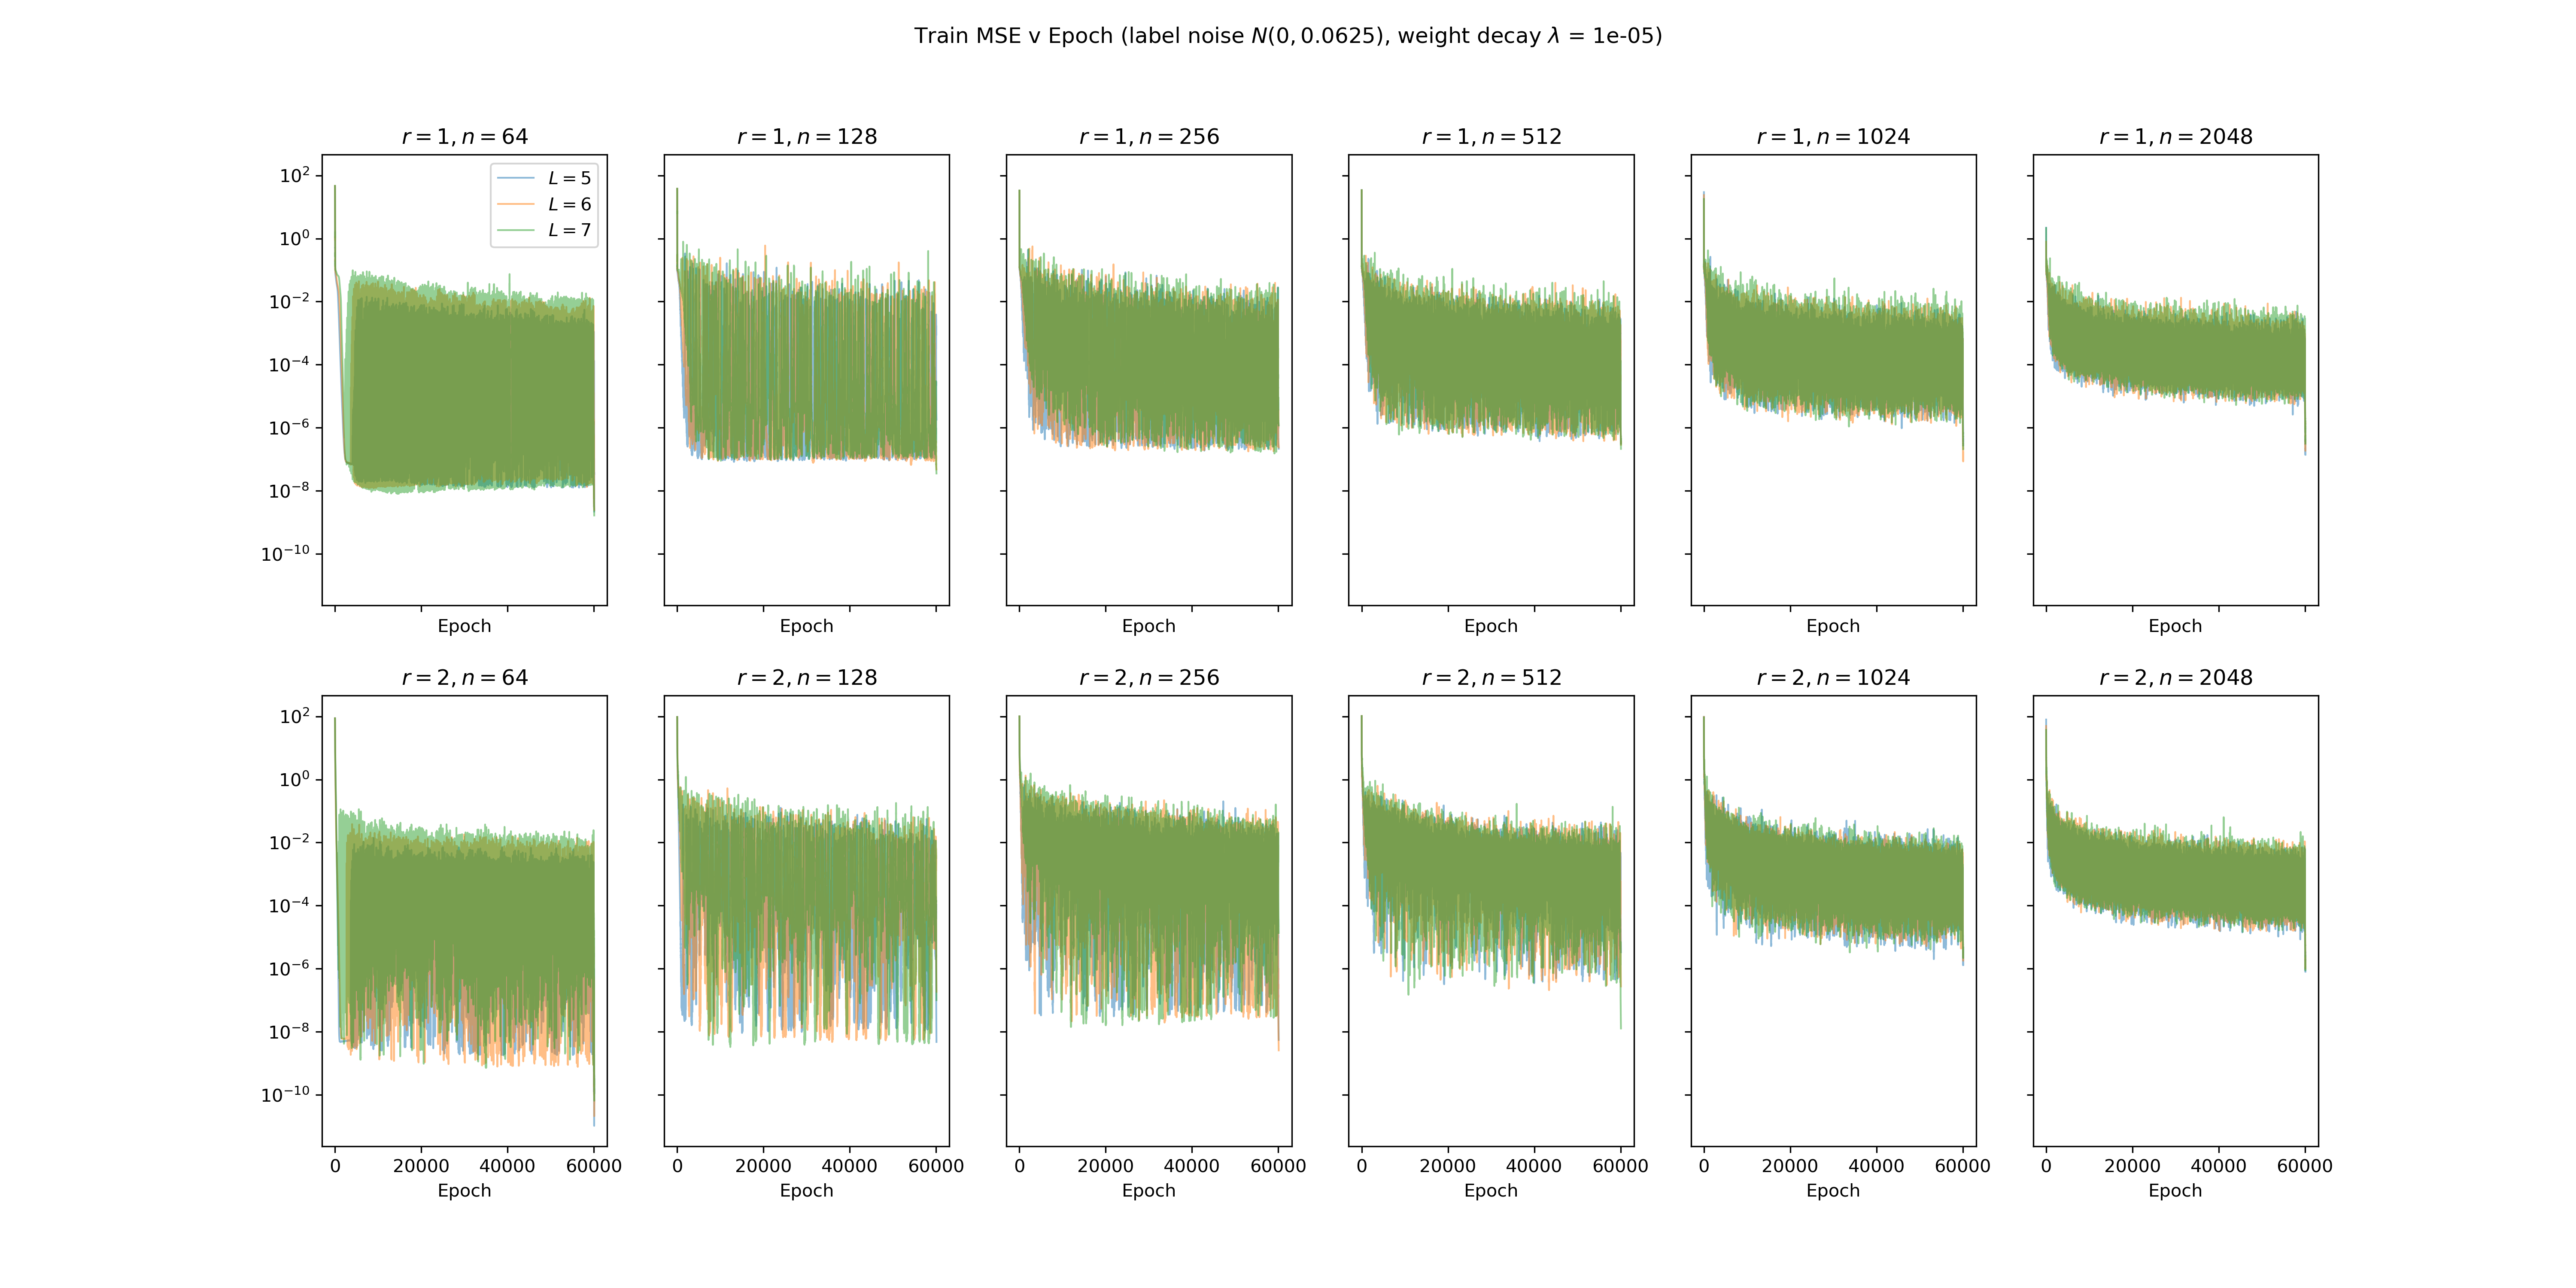 Train MSE v Epoch (label noise N(0, 0.0625), weight decay λ = 1e-05)
r = 1, n = 64
r = 1, n = 128
r = 1, n = 256
r = 1, n = 512
r = 1, n = 1024
r = 1, n = 2048
L = 5
L = 6
L = 7
10²
10⁰
10⁻²
10⁻⁴
10⁻⁶
10⁻⁸
10⁻¹⁰
Epoch
Epoch
Epoch
Epoch
Epoch
Epoch
r = 2, n = 64
r = 2, n = 128
r = 2, n = 256
r = 2, n = 512
r = 2, n = 1024
r = 2, n = 2048
10²
10⁰
10⁻²
10⁻⁴
10⁻⁶
10⁻⁸
10⁻¹⁰
0 20000 40000 60000
0 20000 40000 60000
0 20000 40000 60000
0 20000 40000 60000
0 20000 40000 60000
0 20000 40000 60000
Epoch
Epoch
Epoch
Epoch
Epoch
Epoch